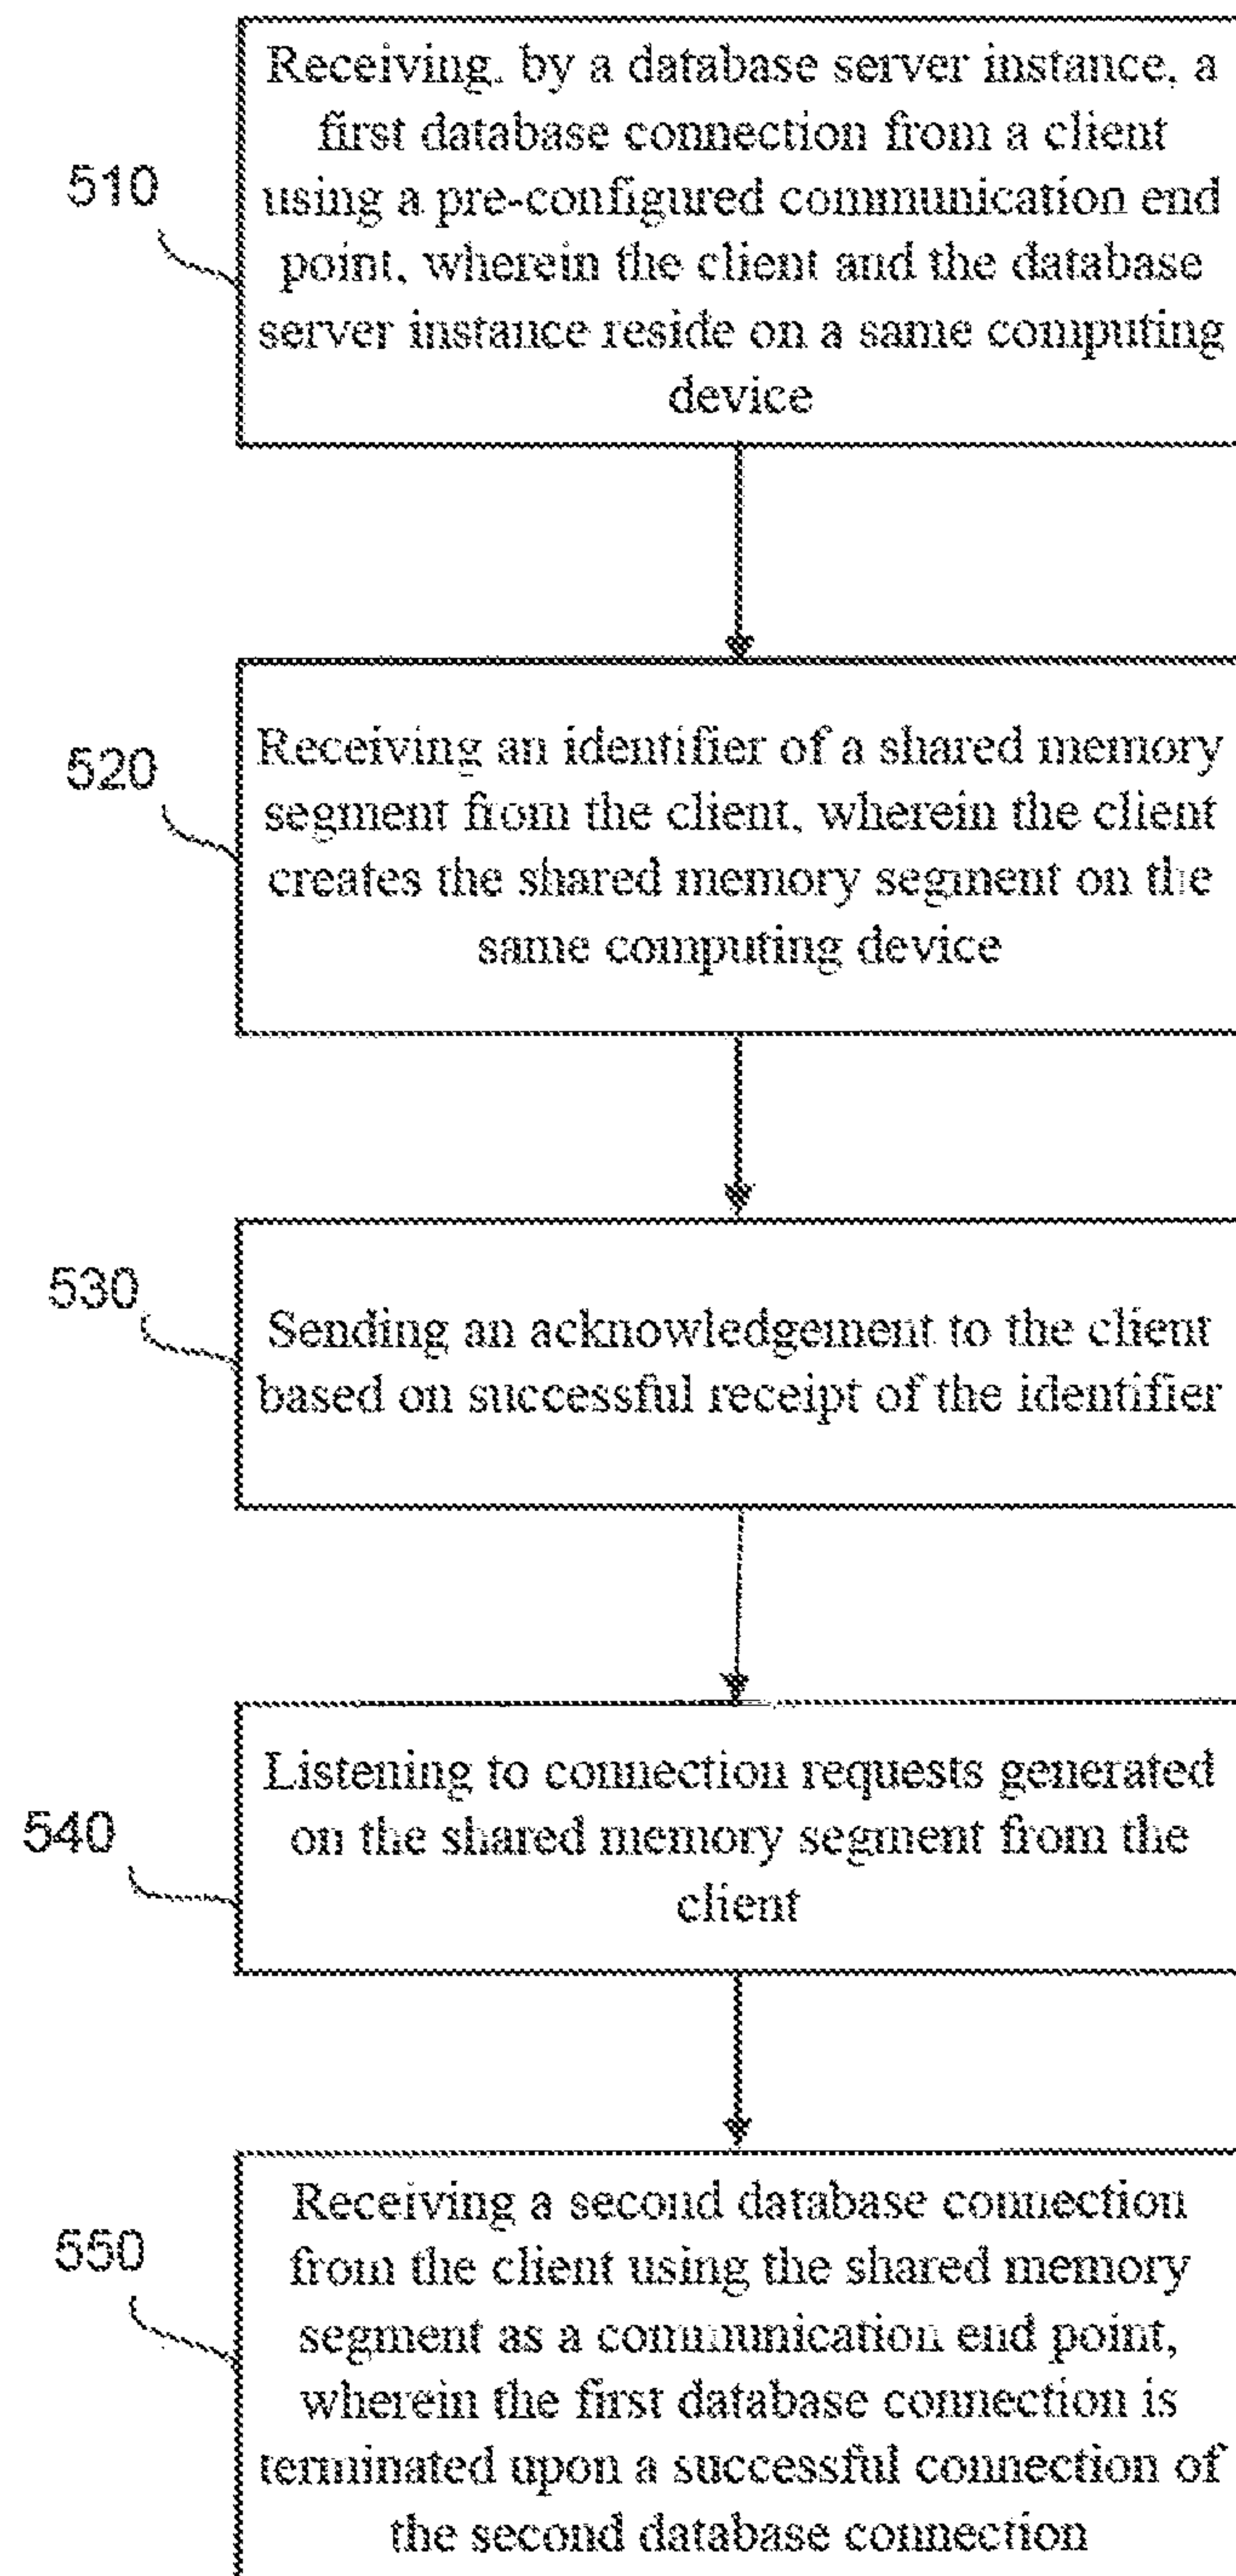 Receiving, by a database server instance, a
first database connection from a client
510
using a pre-configured communication end
point, wherein the client and the database
server instance reside on a same computing
device
520
Receiving an identifier of a shared memory
segment from the client, wherein the client
creates the shared memory segment on the
same computing device
530
Sending an acknowledgement to the client
based on successful receipt of the identifier
540
Listening to connection requests generated
on the shared memory segment from the
client
550
Receiving a second database connection
from the client using the shared memory
segment as a communication end point,
wherein the first database connection is
terminated upon a successful connection of
the second database connection